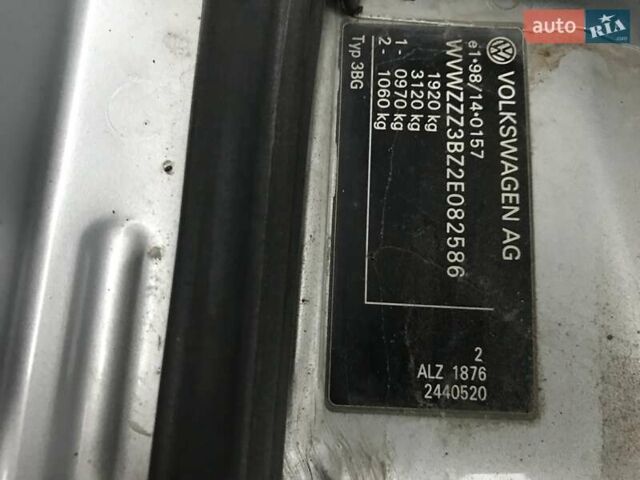 auto RIA.com
VOLKSWAGEN AG
e1*98/14*0157
WVWZZZ3BZ2E082586
1920 kg
3120 kg
1 - 0970 kg
2 - 1060 kg
Typ 3BG
2
ALZ 1876
2440520